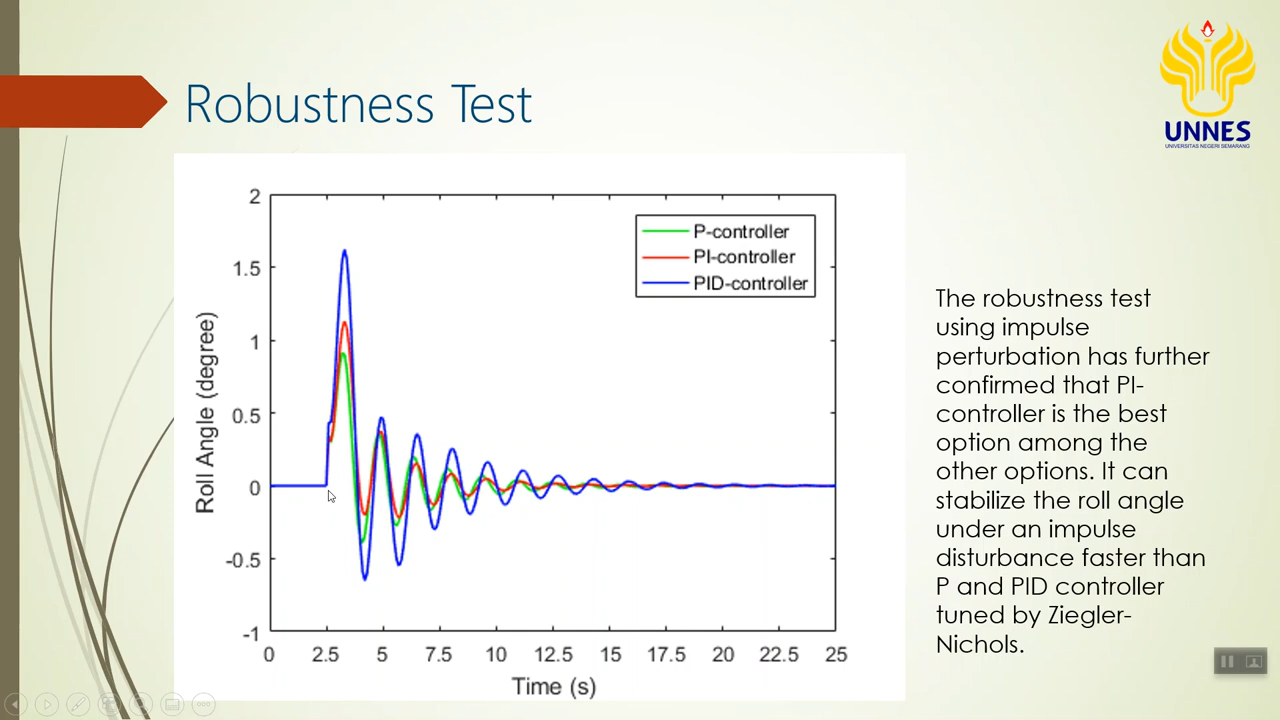 Robustness Test
UNNES
UNIVERSITAS NEGERI SEMARANG
2
1.5
1
0.5
0
-0.5
-1
Roll Angle (degree)
P-controller
PI-controller
PID-controller
0 2.5 5 7.5 10 12.5 15 17.5 20 22.5 25
Time (s)
The robustness test
using impulse
perturbation has further
confirmed that PI-
controller is the best
option among the
other options. It can
stabilize the roll angle
under an impulse
disturbance faster than
P and PID controller
tuned by Ziegler-
Nichols.